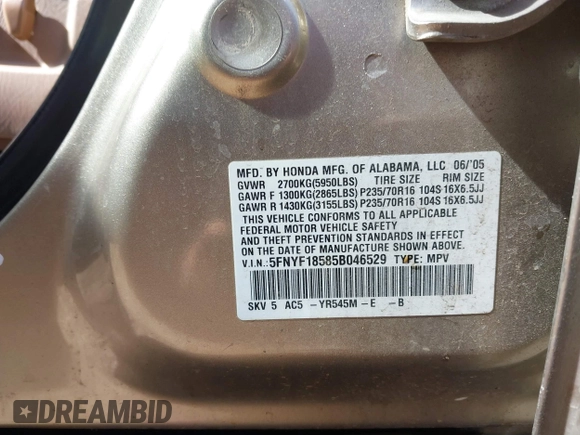 MFD. BY HONDA MFG. OF ALABAMA, LLC 06/'05
GVWR 2700KG(5950LBS) TIRE SIZE RIM SIZE
GAWR F 1300KG(2865LBS) P235/70R16 104S 16X6.5JJ
GAWR R 1430KG(3155LBS) P235/70R16 104S 16X6.5JJ
THIS VEHICLE CONFORMS TO ALL APPLICABLE
FEDERAL MOTOR VEHICLE SAFETY
AND THEFT PREVENTION STANDARDS IN EFFECT
ON THE DATE OF MANUFACTURE SHOWN ABOVE.
V.I.N.: 5FNYF18585B046529 TYPE: MPV
SKV 5 AC5 -YR545M-E -B
DREAMBID